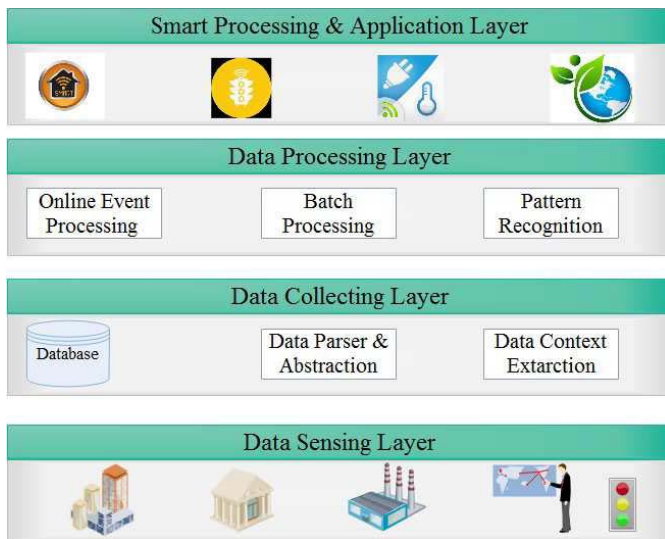 Smart Processing & Application Layer
SMART
Data Processing Layer
Online Event
Processing
Batch
Processing
Pattern
Recognition
Data Collecting Layer
Database
Data Parser &
Abstraction
Data Context
Extarction
Data Sensing Layer